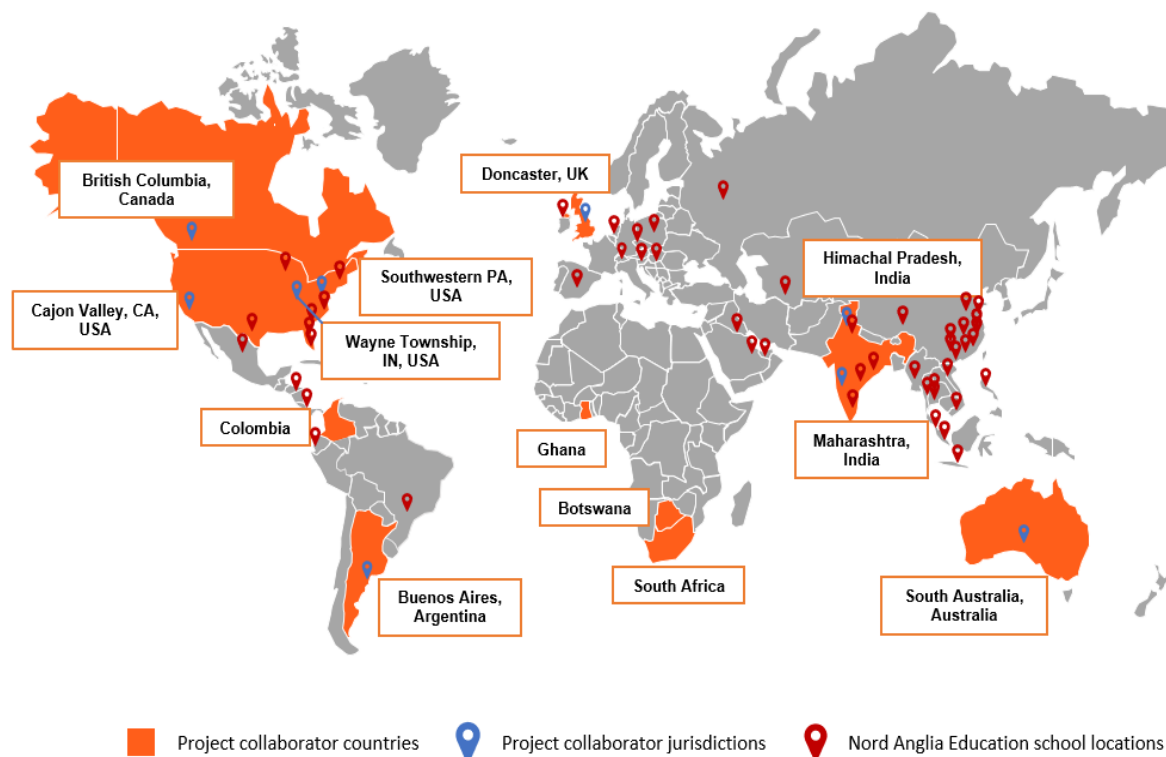 British Columbia,
Canada
Doncaster, UK
Himachal Pradesh,
India
Southwestern PA,
USA
Cajon Valley, CA,
USA
Wayne Township,
IN, USA
Colombia
Ghana
Maharashtra,
India
Botswana
South Africa
Buenos Aires,
Argentina
South Australia,
Australia
Project collaborator countries
Project collaborator jurisdictions
Nord Anglia Education school locations